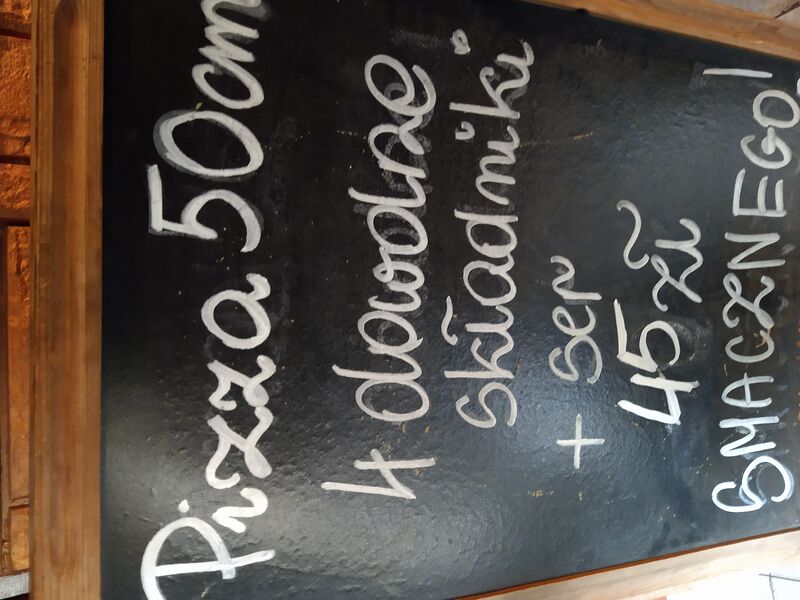 Pizza 50cm
4 dowolne
składniki
+ ser
45 zł
SMACZNEGO!